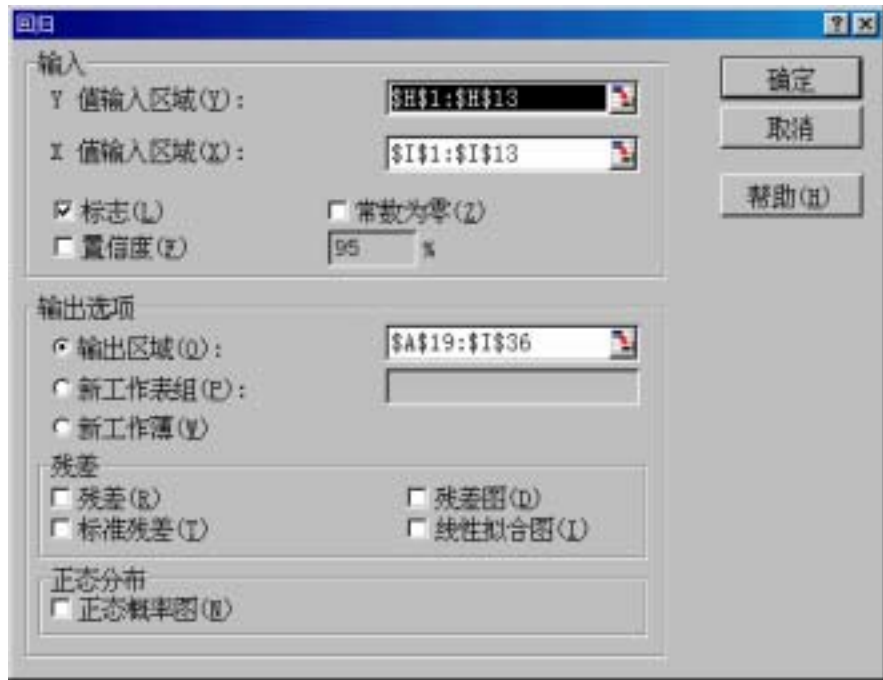 回归
输入
Y 值输入区域(Y): $H$1:$H$13
X 值输入区域(X): $I$1:$I$13
标志(L) 常数为零(Z)
置信度(F) 95 %
输出选项
输出区域(O): $A$19:$I$36
新工作表组(P):
新工作薄(W)
残差
残差(R) 残差图(D)
标准残差(T) 线性拟合图(I)
正态分布
正态概率图(N)
确定
取消
帮助(H)